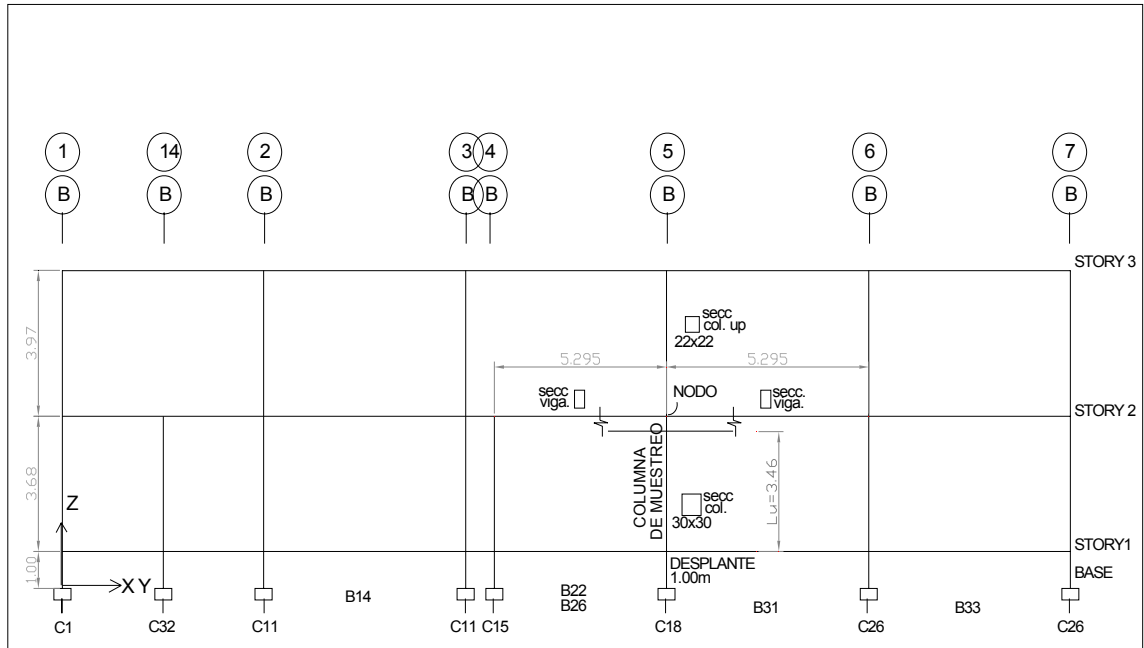 1 14 2 3 4 5 6 7
B B B B B B B B
STORY 3
secc
col. up
22x22
3.97
5.295 5.295
secc
viga.
NODO
secc.
viga.
STORY 2
COLUMNA
DE MUESTREO
Lu=3.46
3.68
secc
col.
30x30
Z
STORY1
DESPLANTE
1.00m
1.00
BASE
X Y
B14
B22
B26
B31
B33
C1 C32 C11 C11 C15 C18 C26 C26